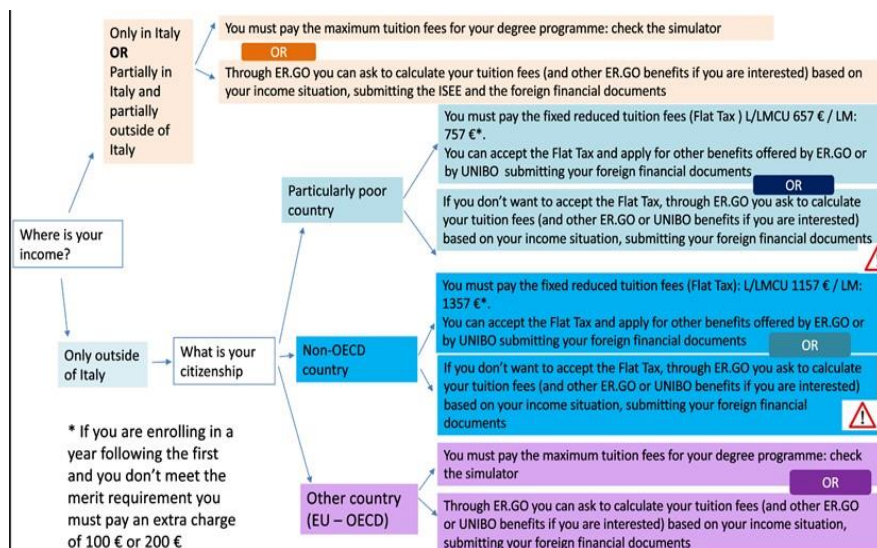 Only in Italy
OR
Partially in
Italy and
partially
outside of
Italy
You must pay the maximum tuition fees for your degree programme: check the simulator
OR
Through ER.GO you can ask to calculate your tuition fees (and other ER.GO benefits if you are interested) based on
your income situation, submitting the ISEE and the foreign financial documents
Where is your
income?
Only outside
of Italy
What is your
citizenship
Particularly poor
country
You must pay the fixed reduced tuition fees (Flat Tax ) L/LMCU 657 € / LM:
757 €*.
You can accept the Flat Tax and apply for other benefits offered by ER.GO or
by UNIBO submitting your foreign financial documents
OR
If you don't want to accept the Flat Tax, through ER.GO you ask to calculate
your tuition fees (and other ER.GO or UNIBO benefits if you are interested)
based on your income situation, submitting your foreign financial documents
Non-OECD
country
You must pay the fixed reduced tuition fees (Flat Tax): L/LMCU 1157 € / LM:
1357 €*.
You can accept the Flat Tax and apply for other benefits offered by ER.GO or
by UNIBO submitting your foreign financial documents
OR
If you don't want to accept the Flat Tax, through ER.GO you ask to calculate
your tuition fees (and other ER.GO or UNIBO benefits if you are interested)
based on your income situation, submitting your foreign financial
documents
Other country
(EU – OECD)
You must pay the maximum tuition fees for your degree programme: check
the simulator
OR
Through ER.GO you can ask to calculate your tuition fees (and other ER.GO
or UNIBO benefits if you are interested) based on your income situation,
submitting your foreign financial documents
* If you are enrolling in a
year following the first
and you don't meet the
merit requirement you
must pay an extra charge
of 100 € or 200 €